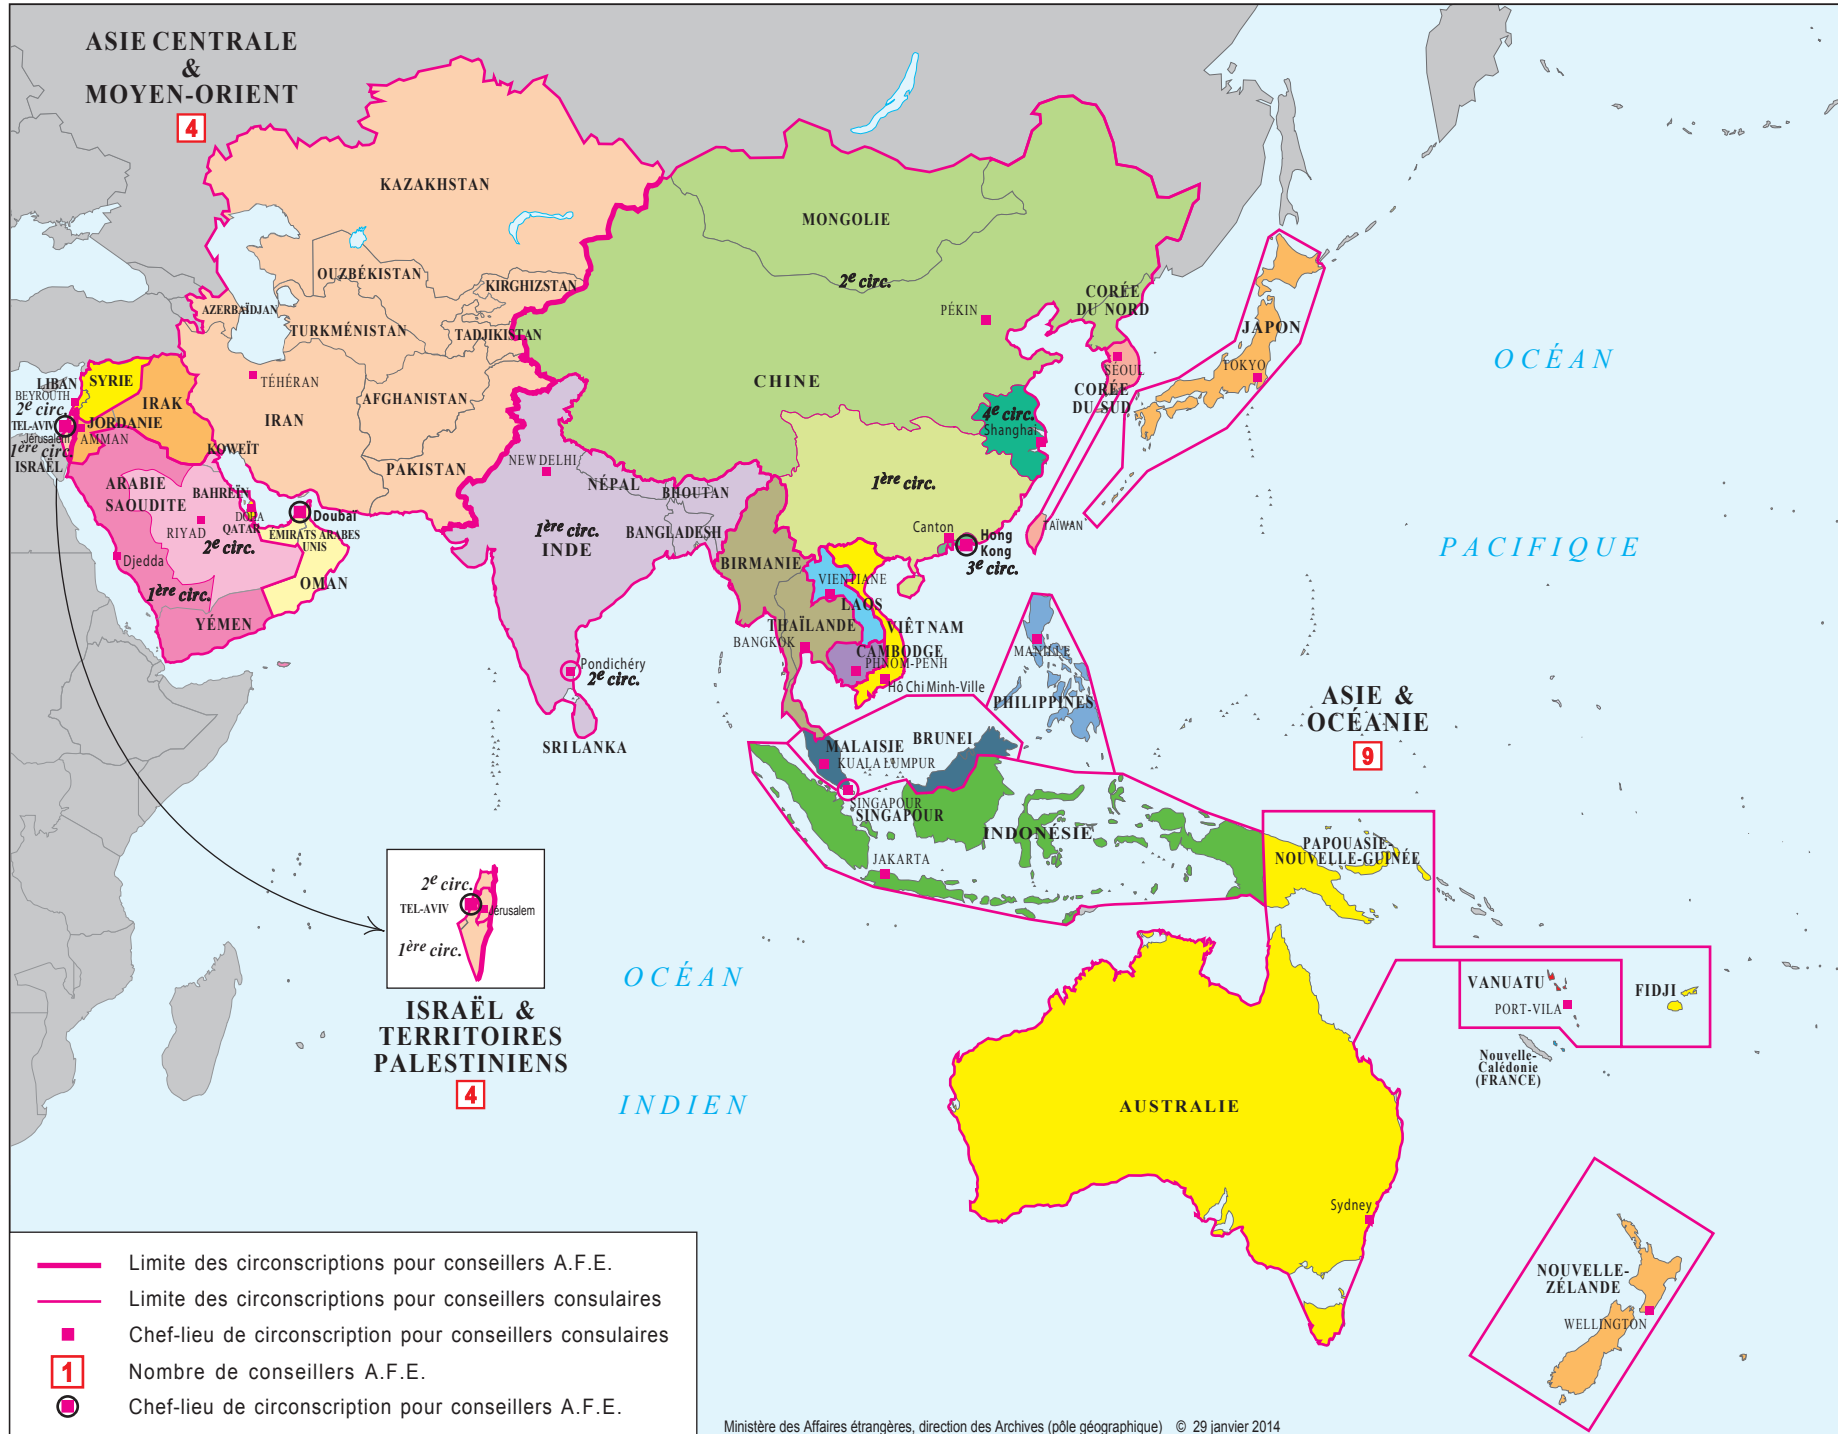 ASIE CENTRALE
&
MOYEN-ORIENT
4
KAZAKHSTAN
MONGOLIE
2e circ.
OUZBÉKISTAN
KIRGHIZSTAN
AZERBAÏDJAN
TURKMÉNISTAN
TADJIKISTAN
CORÉE
DU NORD
PÉKIN
JAPON
TOKYO
SÉOUL
CORÉE
DU SUD
OCÉAN
PACIFIQUE
LIBAN
SYRIE
BEYROUTH
2e circ.
TEL-AVIV
Jérusalem
1ère circ.
ISRAËL
JORDANIE
AMMAN
IRAK
TÉHÉRAN
IRAN
AFGHANISTAN
CHINE
4e circ.
Shanghai
KOWEÏT
PAKISTAN
NEW DELHI
NÉPAL
BHOUTAN
1ère circ.
ARABIE
SAOUDITE
BAHREÏN
DOHA
QATAR
RIYAD
2e circ.
Doubaï
EMIRATS ARABES
UNIS
Djedda
1ère circ.
OMAN
YÉMEN
1ère circ.
INDE
BANGLADESH
BIRMANIE
Canton
Hong
Kong
3e circ.
TAÏWAN
VIENTIANE
LAOS
THAÏLANDE
VIÊT NAM
BANGKOK
CAMBODGE
PHNOM-PENH
Hô Chi Minh-Ville
MANILLE
PHILIPPINES
Pondichéry
2e circ.
SRI LANKA
ASIE &
OCÉANIE
9
MALAISIE
BRUNEI
KUALA LUMPUR
SINGAPOUR
SINGAPOUR
INDONÉSIE
JAKARTA
PAPOUASIE-
NOUVELLE-GUINÉE
2e circ.
TEL-AVIV
Jérusalem
1ère circ.
ISRAËL &
TERRITOIRES
PALESTINIENS
4
OCÉAN
INDIEN
VANUATU
PORT-VILA
FIDJI
Nouvelle-
Calédonie
(FRANCE)
AUSTRALIE
Sydney
NOUVELLE-
ZÉLANDE
WELLINGTON
Limite des circonscriptions pour conseillers A.F.E.
Limite des circonscriptions pour conseillers consulaires
Chef-lieu de circonscription pour conseillers consulaires
1
Nombre de conseillers A.F.E.
Chef-lieu de circonscription pour conseillers A.F.E.
Ministère des Affaires étrangères, direction des Archives (pôle géographique) © 29 janvier 2014